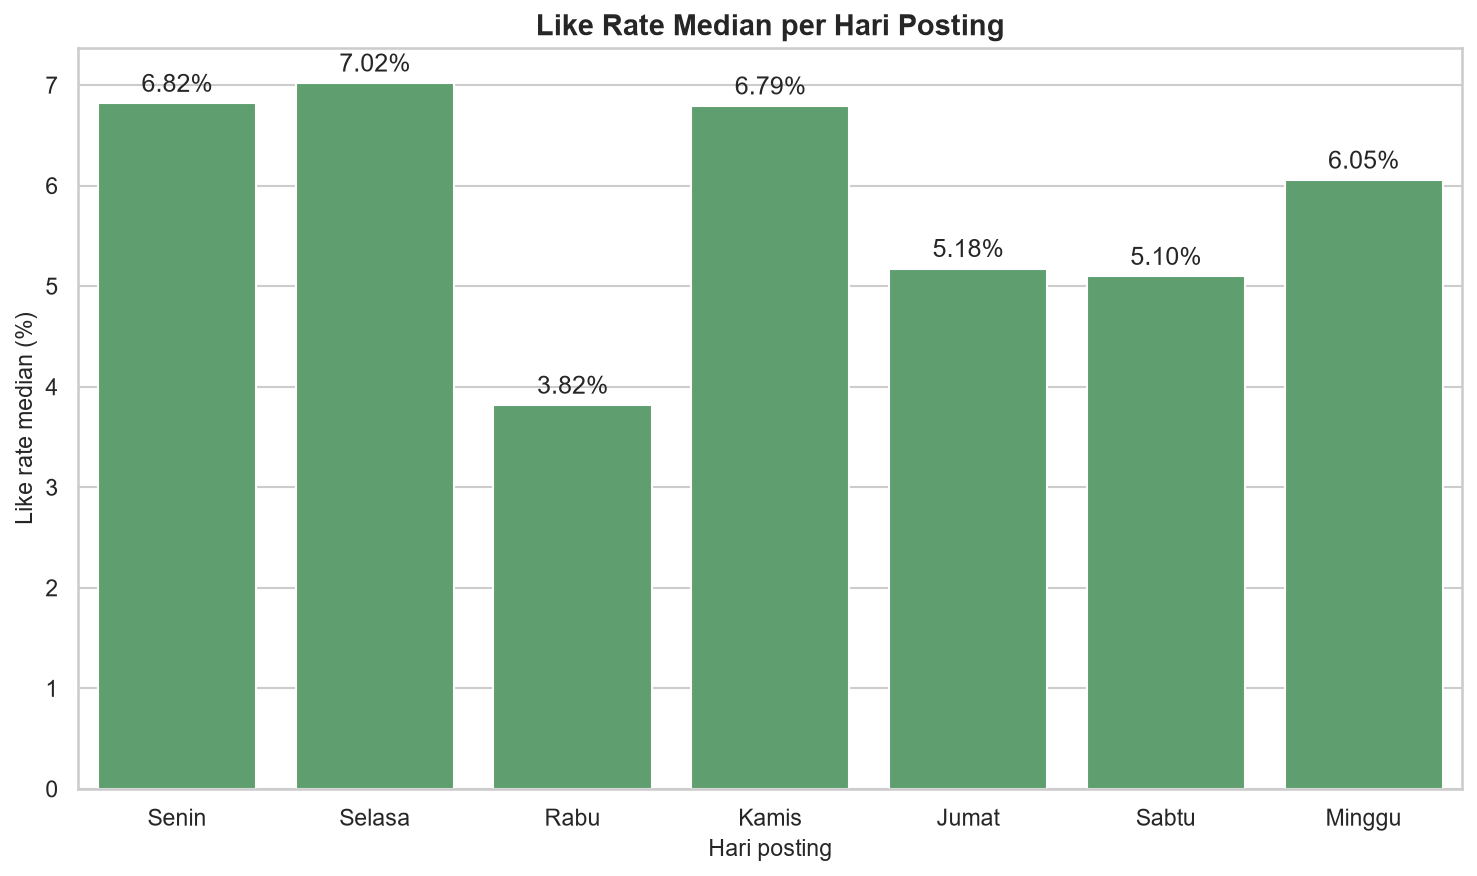 Like Rate Median per Hari Posting
Like rate median (%)
7
6
5
4
3
2
1
0
6.82%
7.02%
3.82%
6.79%
5.18%
5.10%
6.05%
Senin
Selasa
Rabu
Kamis
Jumat
Sabtu
Minggu
Hari posting